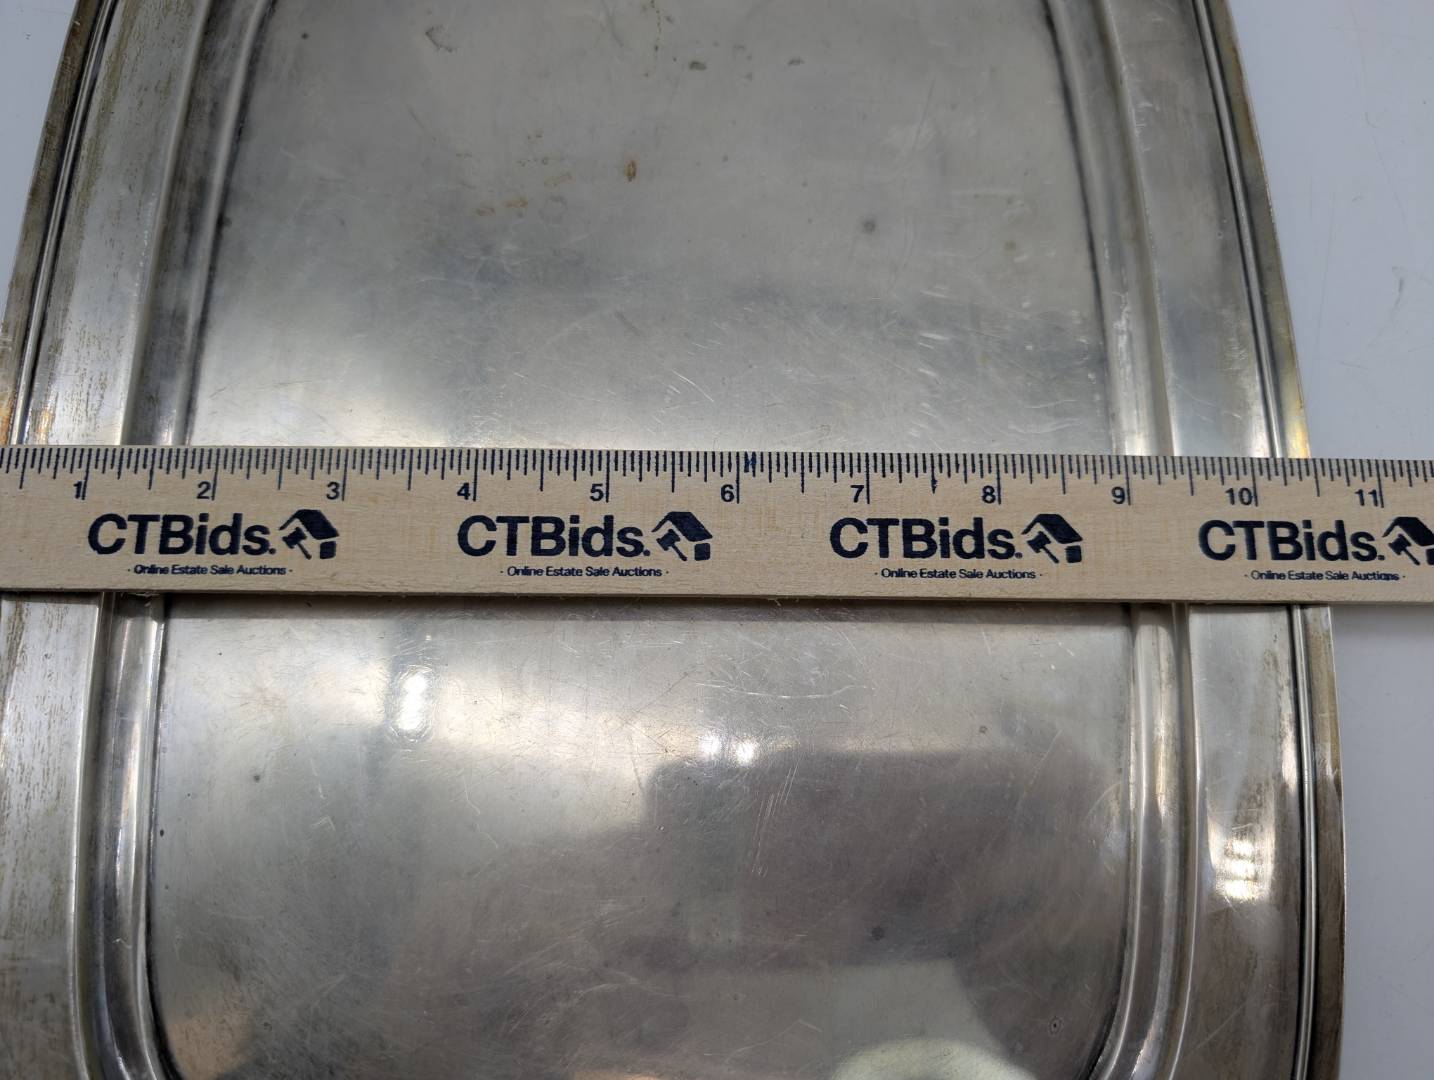 1 2 3 4 5 6 7 8 9 10 11
CTBids. CTBids. CTBids. CTBids.
· Online Estate Sale Auctions · · Online Estate Sale Auctions · · Online Estate Sale Auctions · · Online Estate Sale Auctions ·